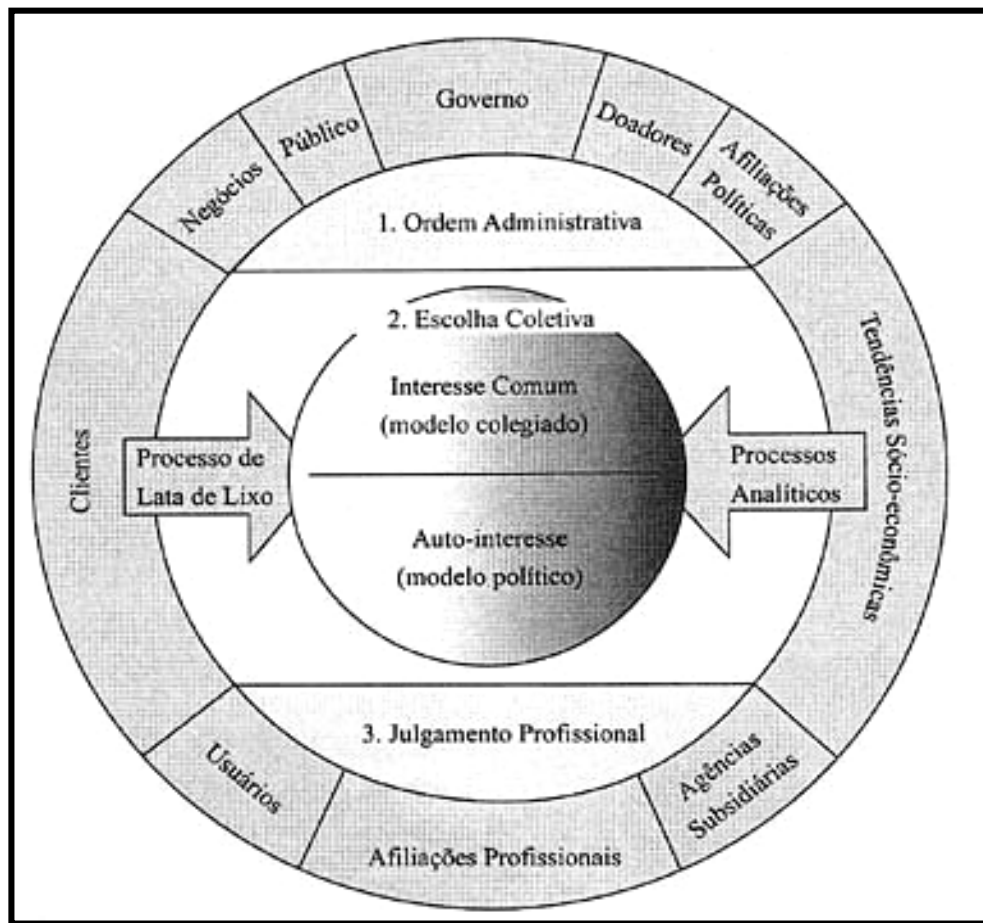 Governo
Público
Doadores
Negócios
Afiliações
Políticas
1. Ordem Administrativa
2. Escolha Coletiva
Interesse Comum
(modelo colegiado)
Clientes
Processo de
Lata de Lixo
Processos
Analíticos
Tendências Sócio-econômicas
Auto-interesse
(modelo político)
3. Julgamento Profissional
Usuários
Agências
Subsidiárias
Afiliações Profissionais